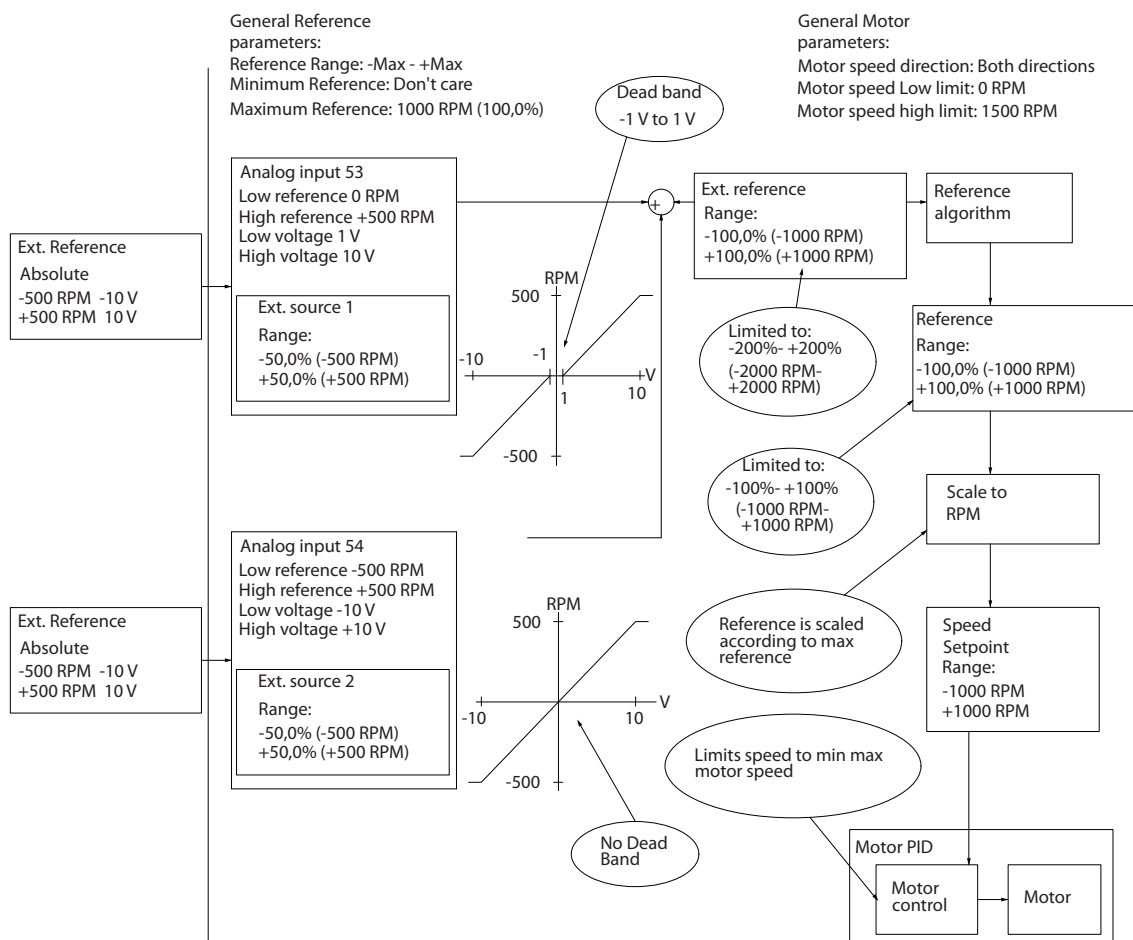 General Reference
parameters:
Reference Range: -Max - +Max
Minimum Reference: Don't care
Maximum Reference: 1000 RPM (100,0%)
General Motor
parameters:
Motor speed direction: Both directions
Motor speed Low limit: 0 RPM
Motor speed high limit: 1500 RPM
Dead band
-1 V to 1 V
Ext. Reference
Absolute
-500 RPM -10 V
+500 RPM 10 V
Analog input 53
Low reference 0 RPM
High reference +500 RPM
Low voltage 1 V
High voltage 10 V
Ext. source 1
Range:
-50,0% (-500 RPM)
+50,0% (+500 RPM)
RPM
500
-10
-1
V
1
10
-500
+
Ext. reference
Range:
-100,0% (-1000 RPM)
+100,0% (+1000 RPM)
Reference
algorithm
Limited to:
-200%- +200%
(-2000 RPM-
+2000 RPM)
Reference
Range:
-100,0% (-1000 RPM)
+100,0% (+1000 RPM)
Limited to:
-100%- +100%
(-1000 RPM-
+1000 RPM)
Scale to
RPM
Ext. Reference
Absolute
-500 RPM -10 V
+500 RPM 10 V
Analog input 54
Low reference -500 RPM
High reference +500 RPM
Low voltage -10 V
High voltage +10 V
Ext. source 2
Range:
-50,0% (-500 RPM)
+50,0% (+500 RPM)
RPM
500
V
-10
10
-500
No Dead
Band
Reference is scaled
according to max
reference
Speed
Setpoint
Range:
-1000 RPM
+1000 RPM
Limits speed to min max
motor speed
Motor PID
Motor
control
Motor